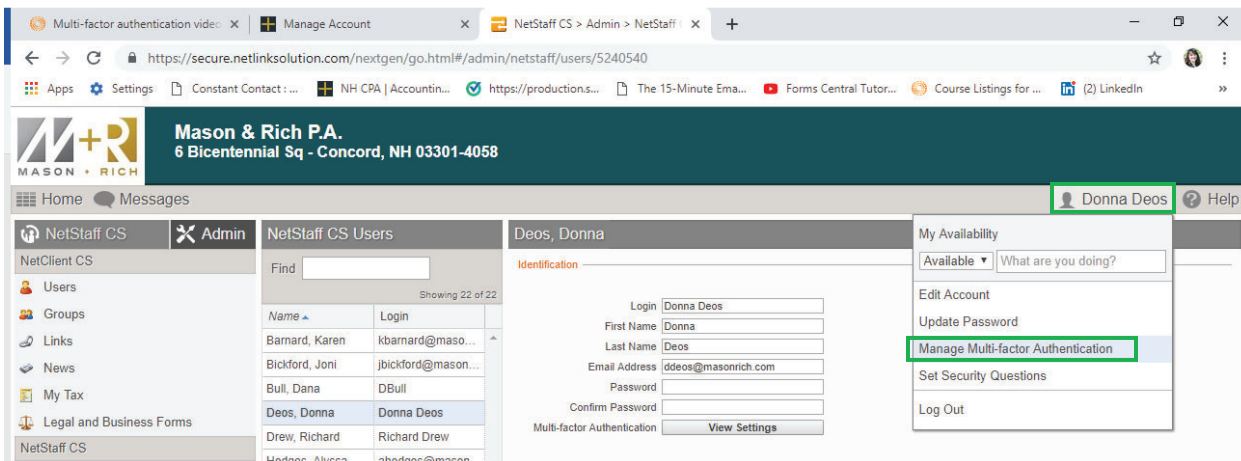 Multi-factor authentication video
Manage Account
NetStaff CS > Admin > NetStaff
https://secure.netlinksolution.com/nextgen/go.html#/admin/netstaff/users/5240540
Apps Settings Constant Contact : ... NH CPA | Accountin... https://production.s... The 15-Minute Ema... Forms Central Tutor... Course Listings for ... (2) LinkedIn »
M+R
MASON + RICH
Mason & Rich P.A.
6 Bicentennial Sq - Concord, NH 03301-4058
Home Messages Donna Deos Help
NetStaff CS Admin
NetClient CS
Users
Groups
Links
News
My Tax
Legal and Business Forms
NetStaff CS
NetStaff CS Users
Find
Showing 22 of 22
Name Login
Barnard, Karen kbarnard@maso...
Bickford, Joni jbickford@mason...
Bull, Dana DBull
Deos, Donna Donna Deos
Drew, Richard Richard Drew
Hodges, Alyssa ahodges@mason...
Deos, Donna
Identification
Login Donna Deos
First Name Donna
Last Name Deos
Email Address ddeos@masonrich.com
Password
Confirm Password
Multi-factor Authentication View Settings
My Availability
Available What are you doing?
Edit Account
Update Password
Manage Multi-factor Authentication
Set Security Questions
Log Out